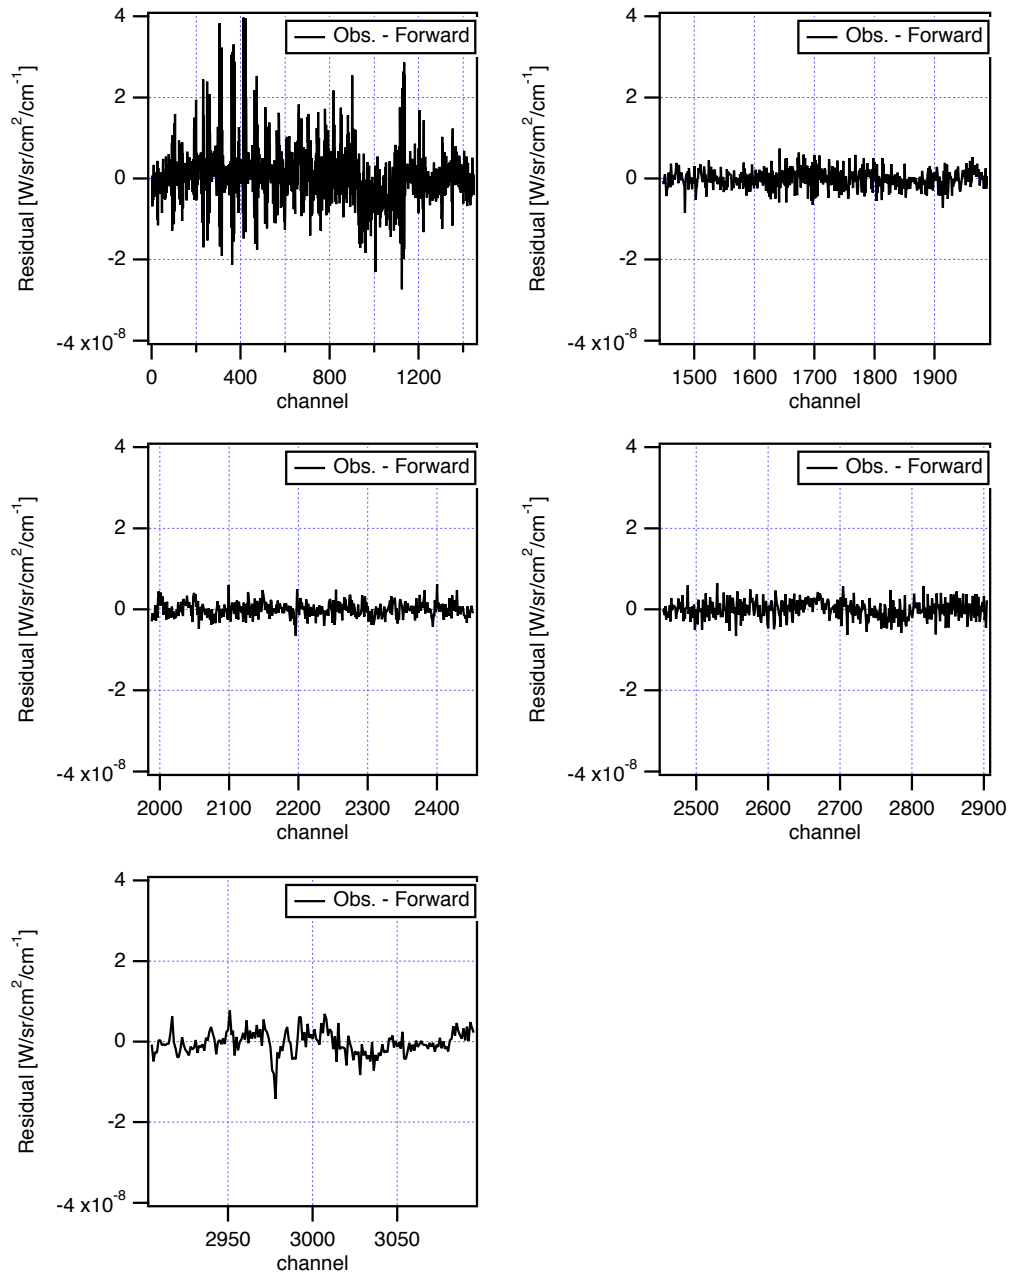 4
2
0
-2
-4 x10⁻⁸
Residual [W/sr/cm²/cm⁻¹]
Obs. - Forward
0 400 800 1200
channel
4
2
0
-2
-4 x10⁻⁸
Residual [W/sr/cm²/cm⁻¹]
Obs. - Forward
1500 1600 1700 1800 1900
channel
4
2
0
-2
-4 x10⁻⁸
Residual [W/sr/cm²/cm⁻¹]
Obs. - Forward
2000 2100 2200 2300 2400
channel
4
2
0
-2
-4 x10⁻⁸
Residual [W/sr/cm²/cm⁻¹]
Obs. - Forward
2500 2600 2700 2800 2900
channel
4
2
0
-2
-4 x10⁻⁸
Residual [W/sr/cm²/cm⁻¹]
Obs. - Forward
2950 3000 3050
channel